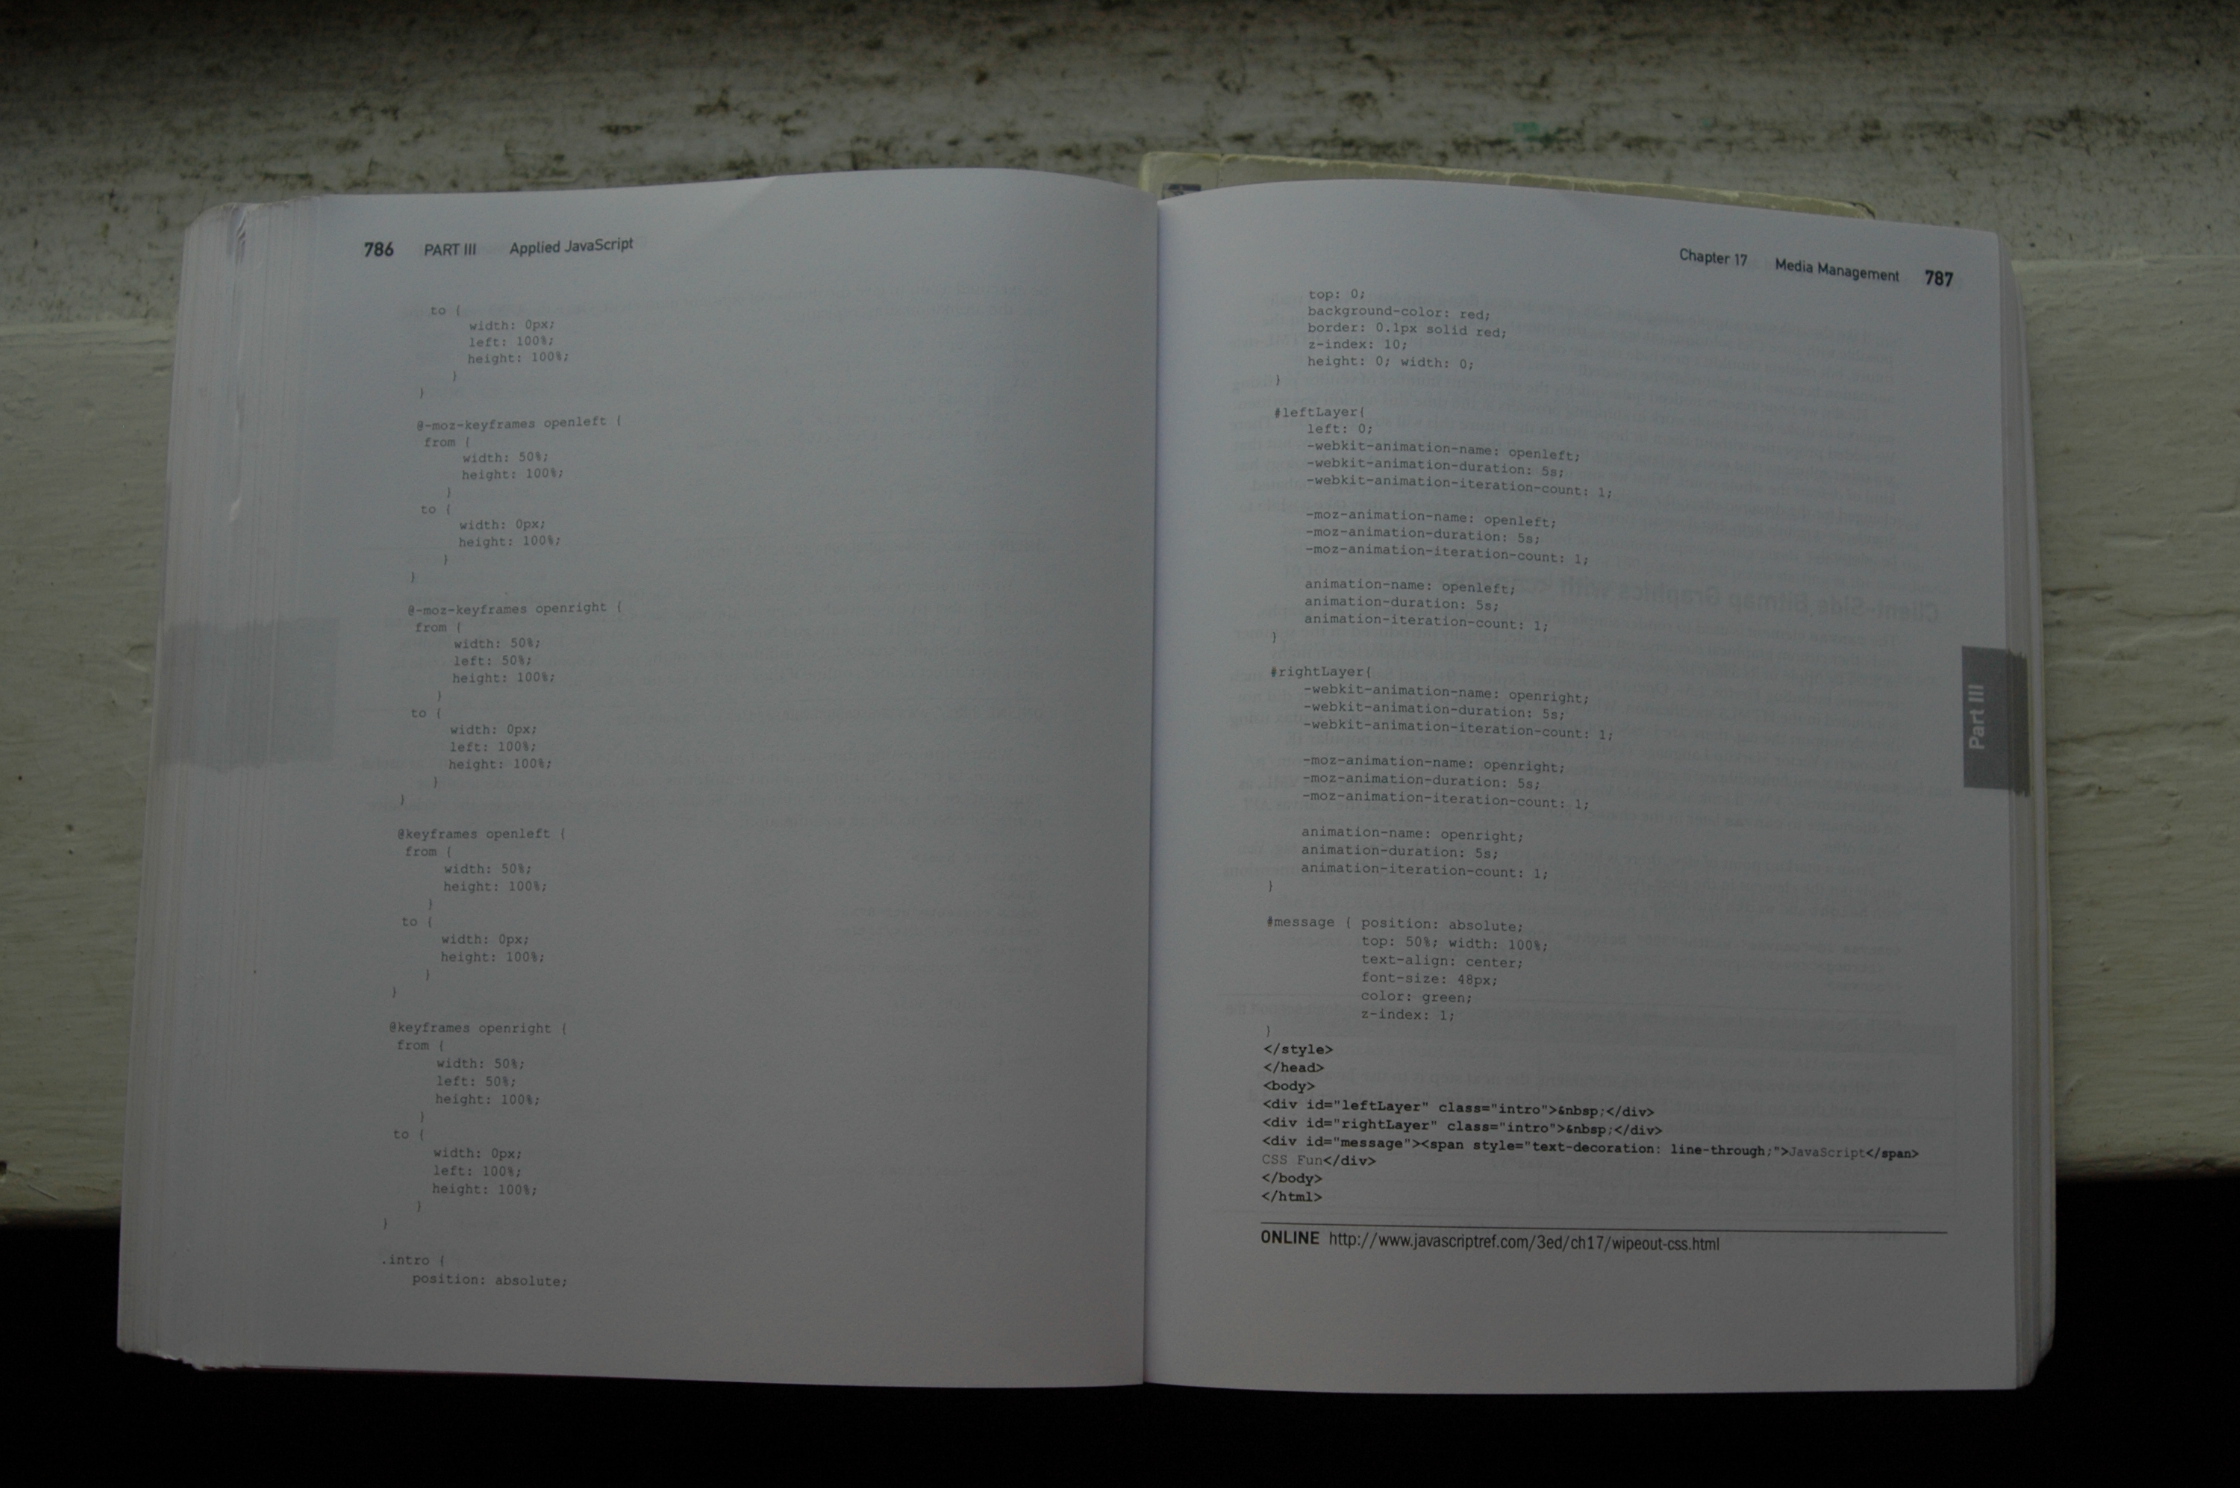 786 PART III Applied JavaScript
to {
width: 0px;
left: 100%;
height: 100%;
}
}
@-moz-keyframes openleft {
from {
width: 50%;
height: 100%;
}
to {
width: 0px;
height: 100%;
}
}
@-moz-keyframes openright {
from {
width: 50%;
left: 50%;
height: 100%;
}
to {
width: 0px;
left: 100%;
height: 100%;
}
}
@keyframes openleft {
from {
width: 50%;
height: 100%;
}
to {
width: 0px;
height: 100%;
}
}
@keyframes openright {
from {
width: 50%;
left: 50%;
height: 100%;
}
to {
width: 0px;
left: 100%;
height: 100%;
}
}
.intro {
position: absolute;
Chapter 17 Media Management 787
top: 0;
background-color: red;
border: 0.1px solid red;
z-index: 10;
height: 0; width: 0;
}
#leftLayer{
left: 0;
-webkit-animation-name: openleft;
-webkit-animation-duration: 5s;
-webkit-animation-iteration-count: 1;
-moz-animation-name: openleft;
-moz-animation-duration: 5s;
-moz-animation-iteration-count: 1;
animation-name: openleft;
animation-duration: 5s;
animation-iteration-count: 1;
}
#rightLayer{
-webkit-animation-name: openright;
-webkit-animation-duration: 5s;
-webkit-animation-iteration-count: 1;
-moz-animation-name: openright;
-moz-animation-duration: 5s;
-moz-animation-iteration-count: 1;
animation-name: openright;
animation-duration: 5s;
animation-iteration-count: 1;
}
#message { position: absolute;
top: 50%; width: 100%;
text-align: center;
font-size: 48px;
color: green;
z-index: 1;
}
</style>
</head>
<body>
<div id="leftLayer" class="intro">&nbsp;</div>
<div id="rightLayer" class="intro">&nbsp;</div>
<div id="message"><span style="text-decoration: line-through;">JavaScript</span>
CSS Fun</div>
</body>
</html>
ONLINE http://www.javascriptref.com/3ed/ch17/wipeout-css.html
Part III